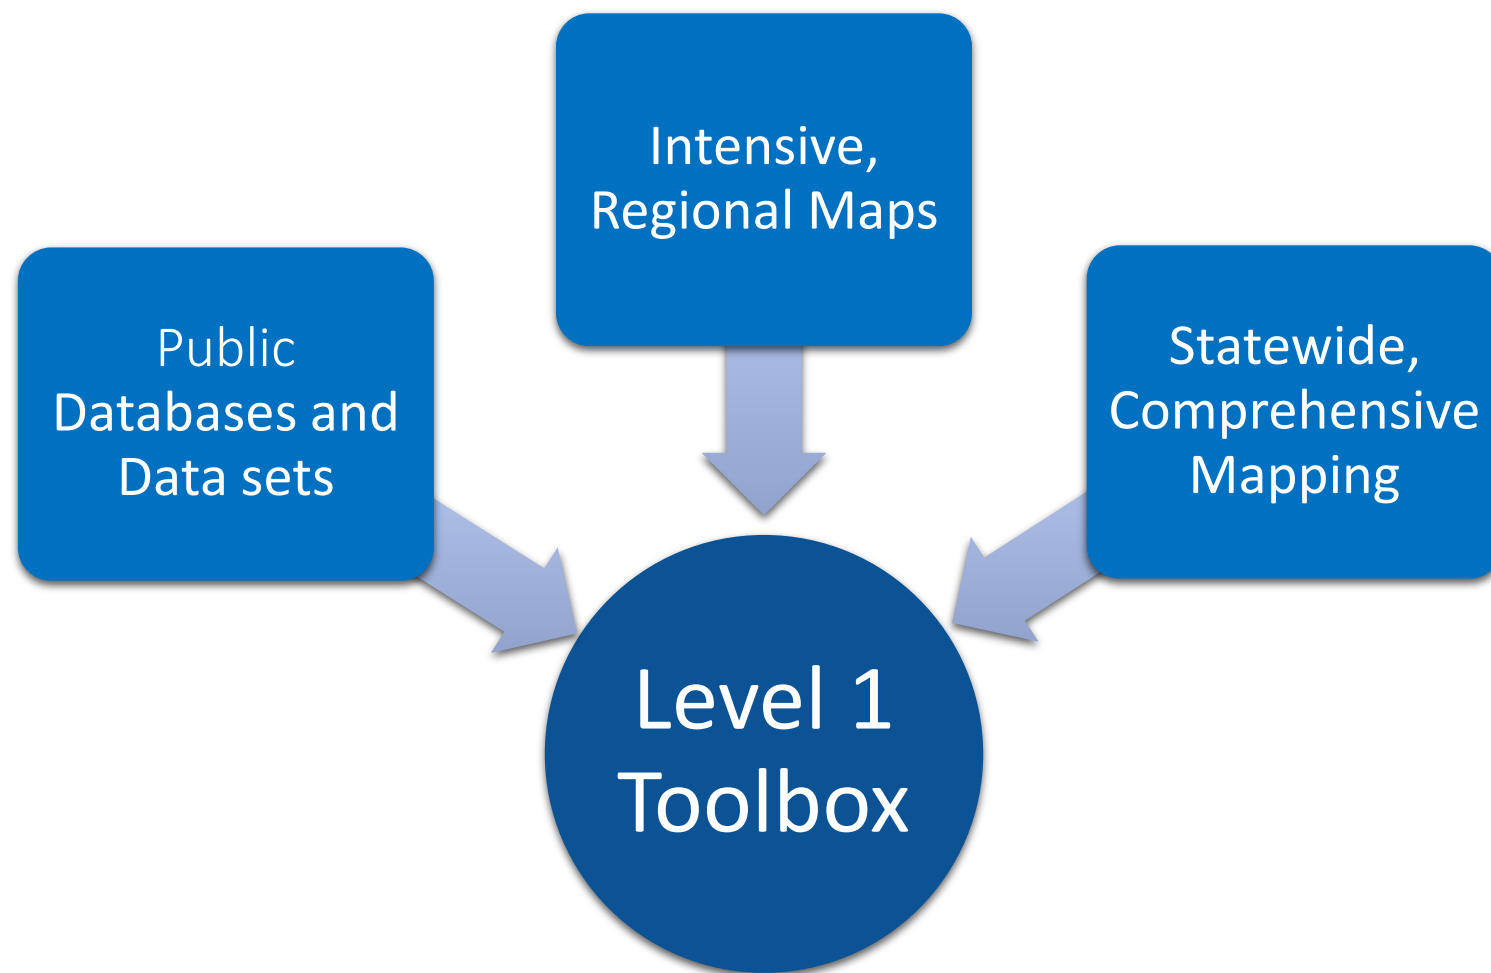 Intensive,
Regional Maps
Public
Databases and
Data sets
Statewide,
Comprehensive
Mapping
Level 1
Toolbox